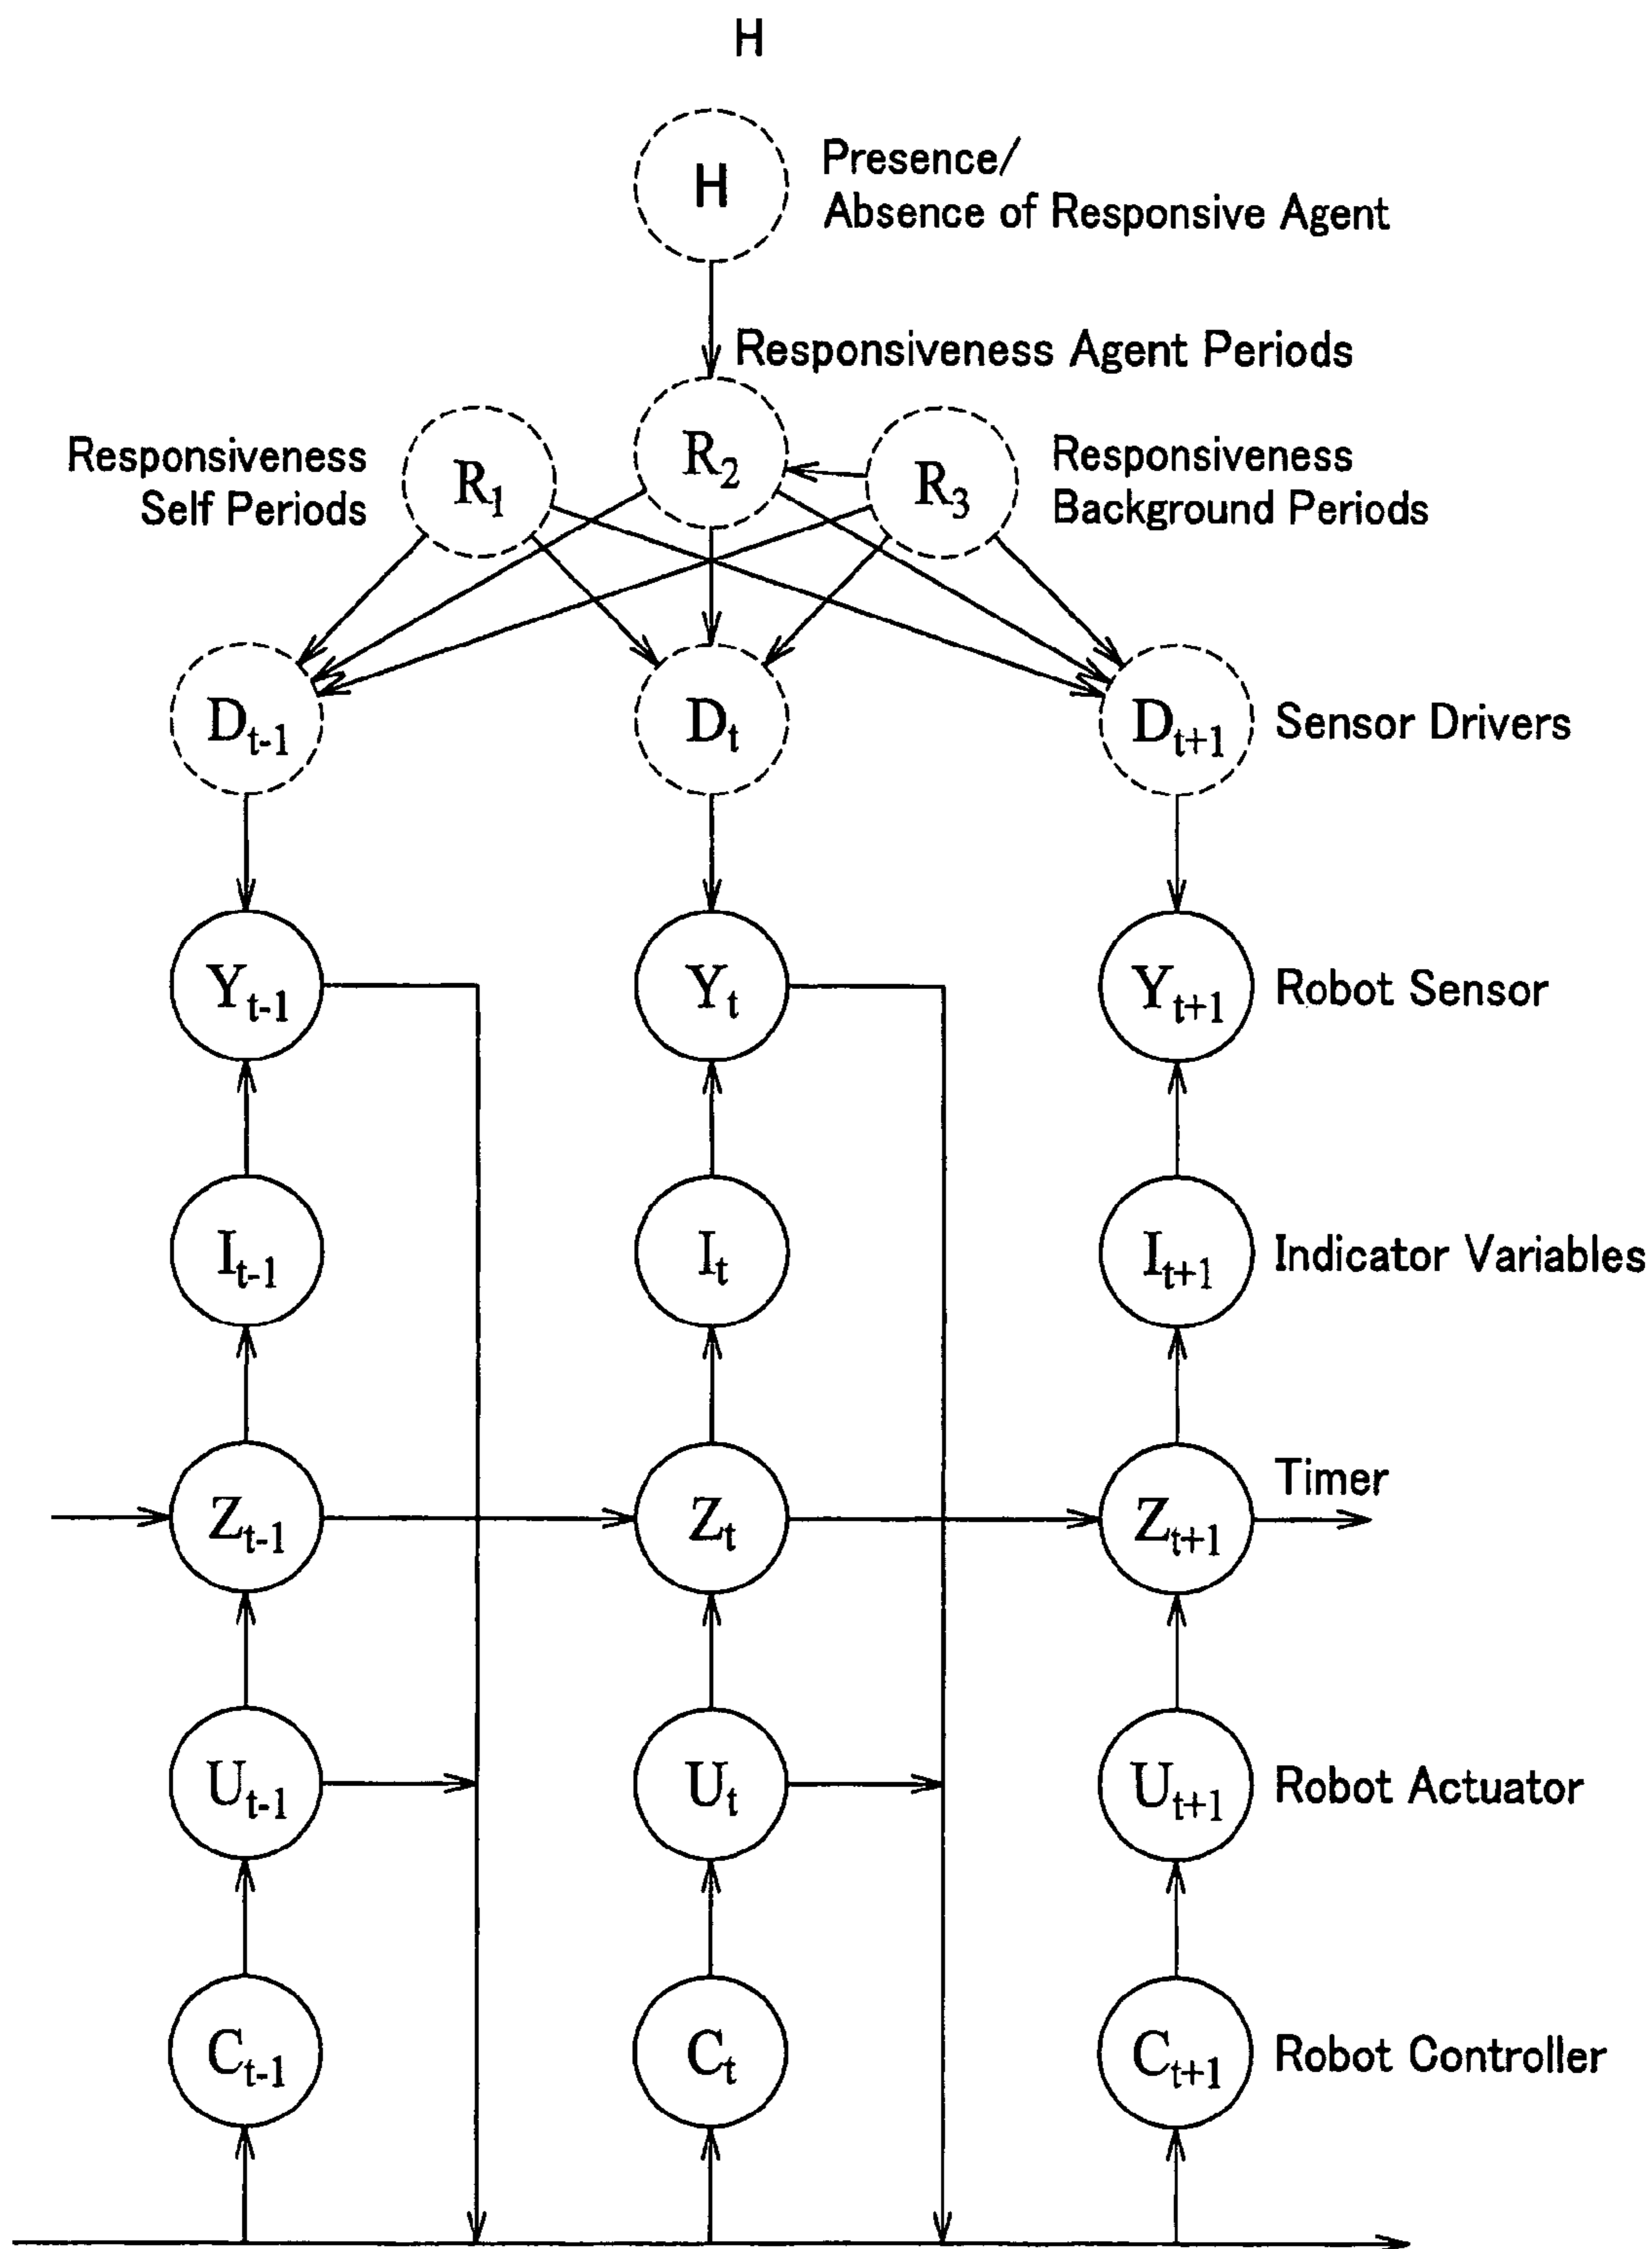 H
H
Presence/
Absence of Responsive Agent
Responsiveness Agent Periods
Responsiveness
Self Periods
R1
R2
R3
Responsiveness
Background Periods
Dt-1
Dt
Dt+1
Sensor Drivers
Yt-1
Yt
Yt+1
Robot Sensor
It-1
It
It+1
Indicator Variables
Timer
Zt-1
Zt
Zt+1
Ut-1
Ut
Ut+1
Robot Actuator
Ct-1
Ct
Ct+1
Robot Controller